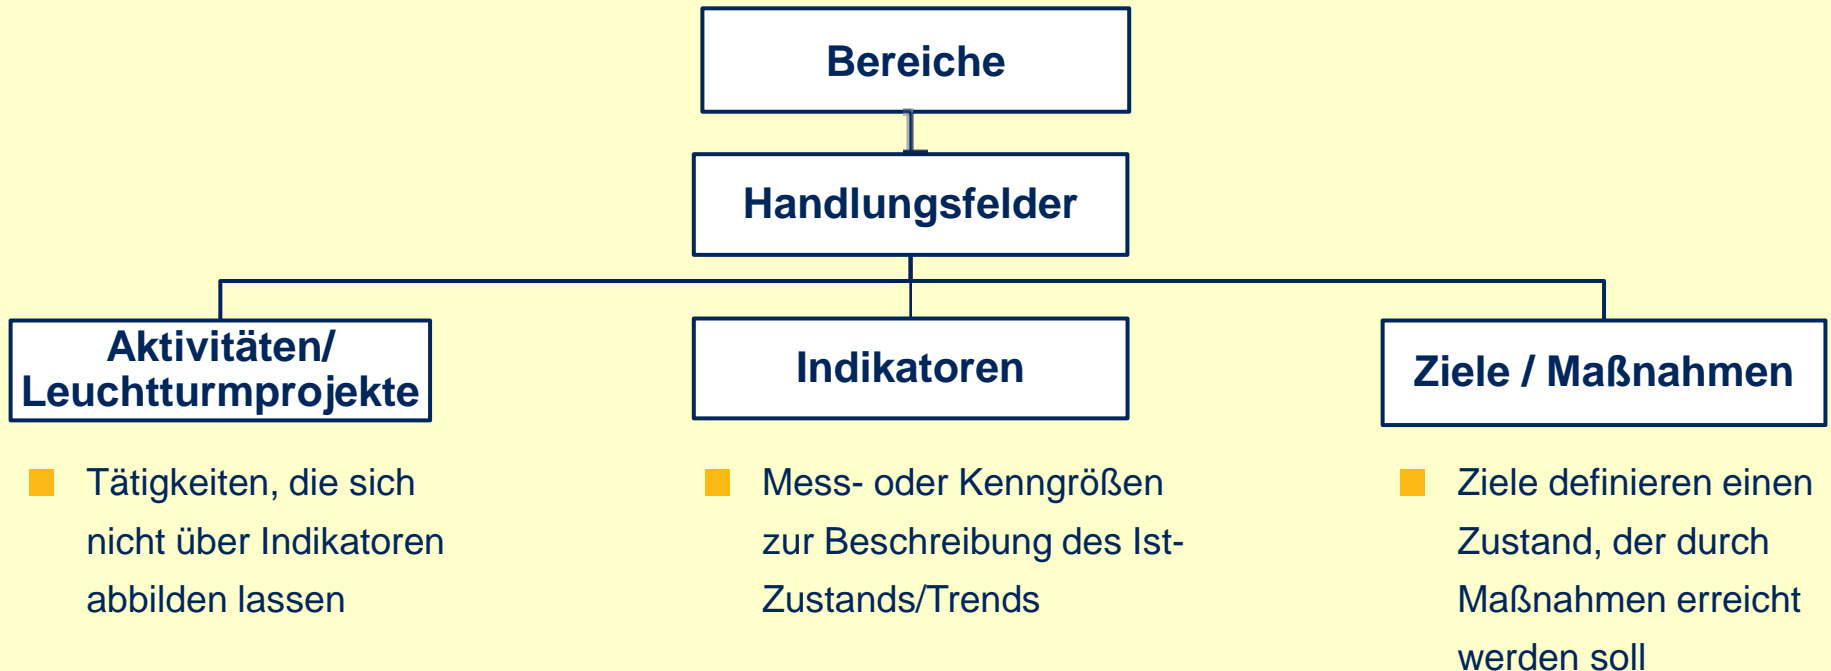 Bereiche
Handlungsfelder
Aktivitäten/
Leuchtturmprojekte
Indikatoren
Ziele / Maßnahmen
Tätigkeiten, die sich
nicht über Indikatoren
abbilden lassen
Mess- oder Kenngrößen
zur Beschreibung des Ist-
Zustands/Trends
Ziele definieren einen
Zustand, der durch
Maßnahmen erreicht
werden soll